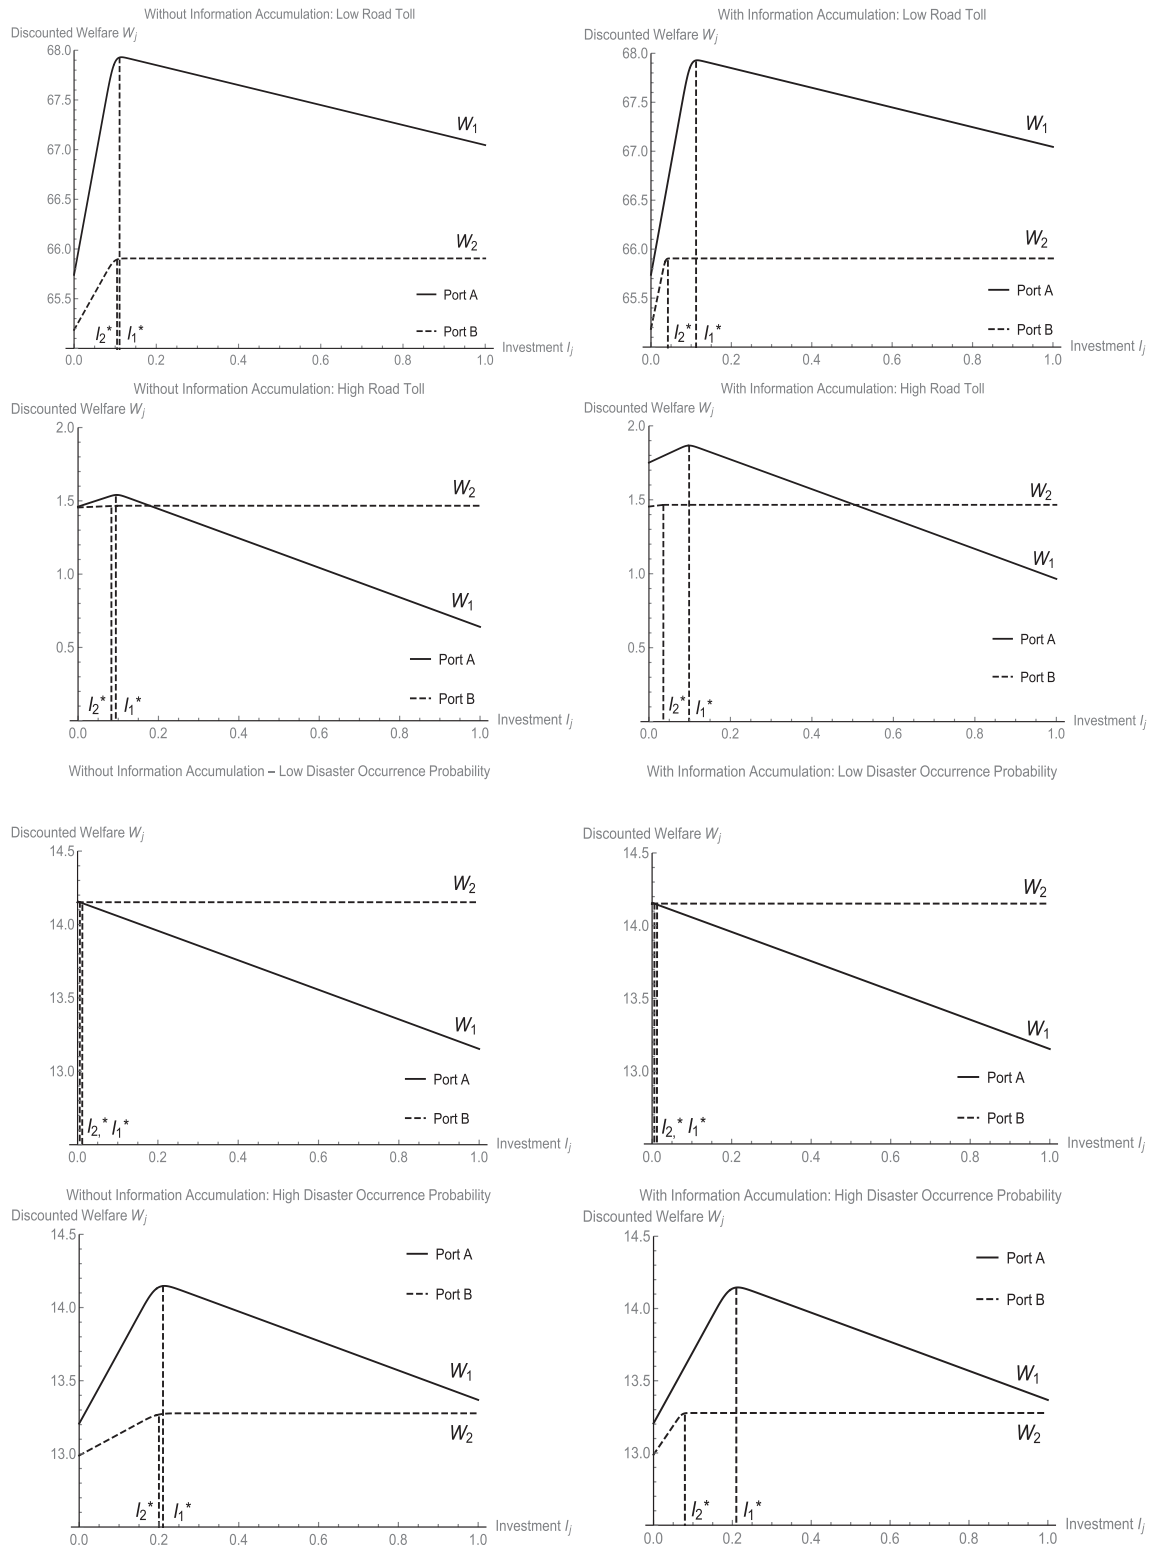 Without Information Accumulation: Low Road Toll
Discounted Welfare Wj
68.0
67.5
67.0
66.5
66.0
65.5
W1
W2
Port A
Port B
I2* I1*
0.0 0.2 0.4 0.6 0.8 1.0
Investment Ij
With Information Accumulation: Low Road Toll
Discounted Welfare Wj
68.0
67.5
67.0
66.5
66.0
65.5
W1
W2
Port A
Port B
I2* I1*
0.0 0.2 0.4 0.6 0.8 1.0
Investment Ij
Without Information Accumulation: High Road Toll
Discounted Welfare Wj
2.0
1.5
1.0
0.5
W2
W1
Port A
Port B
I2* I1*
0.0 0.2 0.4 0.6 0.8 1.0
Investment Ij
With Information Accumulation: High Road Toll
Discounted Welfare Wj
2.0
1.5
1.0
0.5
W2
W1
Port A
Port B
I2* I1*
0.0 0.2 0.4 0.6 0.8 1.0
Investment Ij
Without Information Accumulation – Low Disaster Occurrence Probability
Discounted Welfare Wj
14.5
14.0
13.5
13.0
W2
W1
Port A
Port B
I2,* I1*
0.0 0.2 0.4 0.6 0.8 1.0
Investment Ij
With Information Accumulation: Low Disaster Occurrence Probability
Discounted Welfare Wj
14.5
14.0
13.5
13.0
W2
W1
Port A
Port B
I2,* I1*
0.0 0.2 0.4 0.6 0.8 1.0
Investment Ij
Without Information Accumulation: High Disaster Occurrence Probability
Discounted Welfare Wj
14.5
14.0
13.5
13.0
Port A
Port B
W1
W2
I2* I1*
0.0 0.2 0.4 0.6 0.8 1.0
Investment Ij
With Information Accumulation: High Disaster Occurrence Probability
Discounted Welfare Wj
14.5
14.0
13.5
13.0
Port A
Port B
W1
W2
I2* I1*
0.0 0.2 0.4 0.6 0.8 1.0
Investment Ij